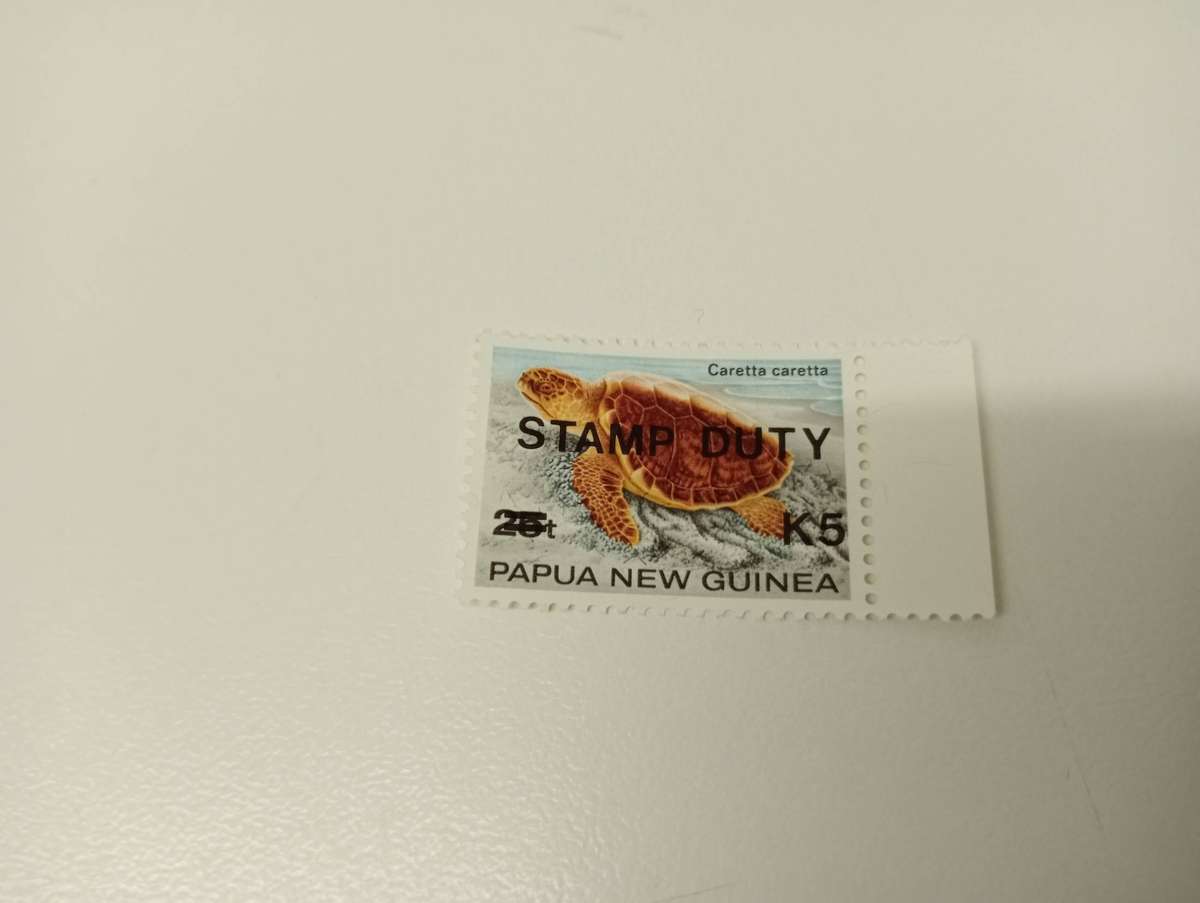 Caretta caretta
STAMP DUTY
25t K5
PAPUA NEW GUINEA